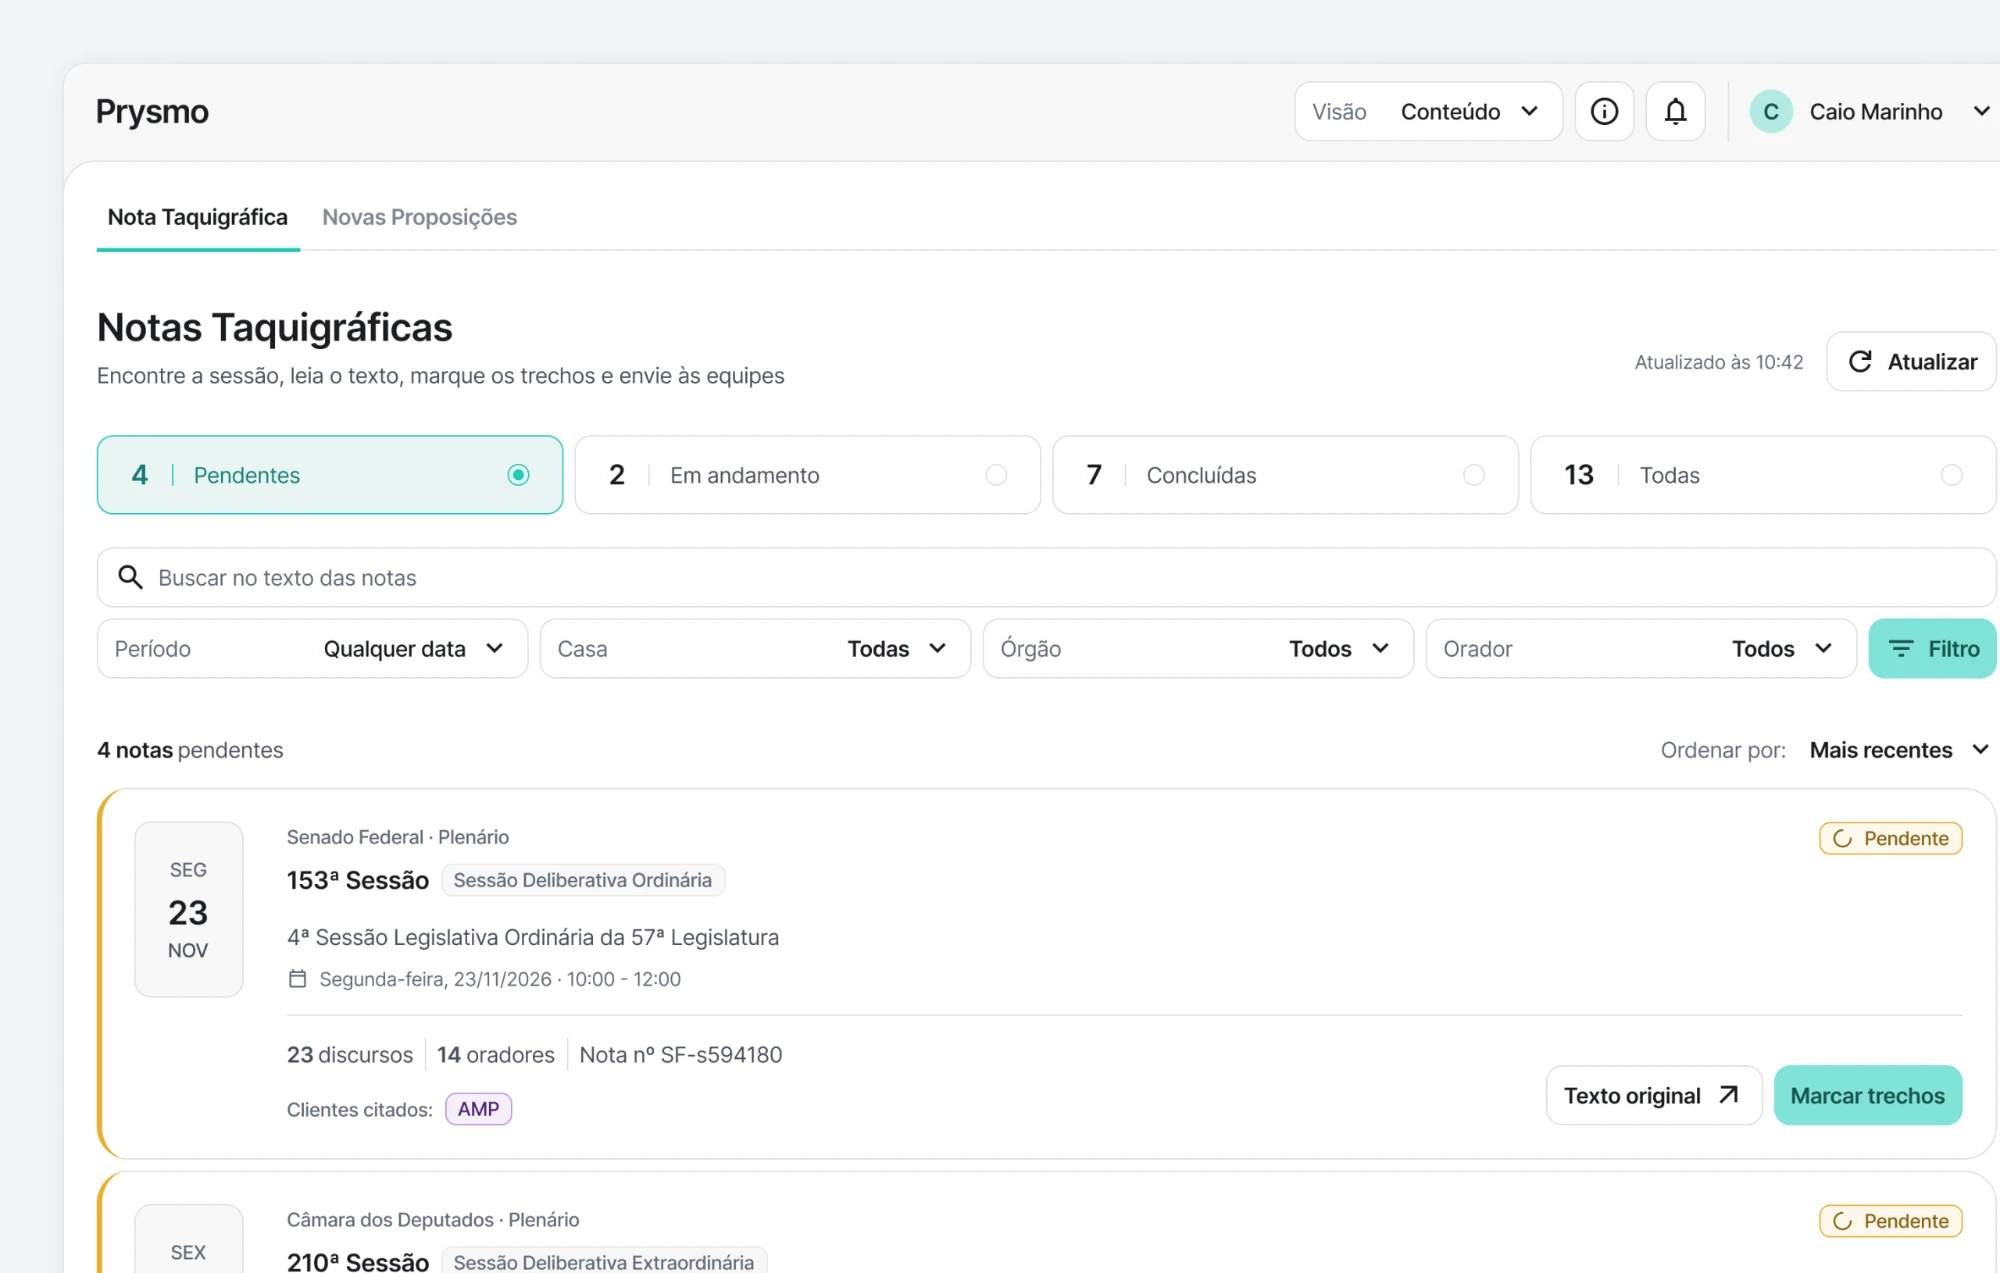 Prysmo
Visão Conteúdo
C Caio Marinho
Nota Taquigráfica Novas Proposições
Notas Taquigráficas
Encontre a sessão, leia o texto, marque os trechos e envie às equipes
Atualizado às 10:42 Atualizar
4 Pendentes 2 Em andamento 7 Concluídas 13 Todas
Buscar no texto das notas
Período Qualquer data Casa Todas Órgão Todos Orador Todos Filtro
4 notas pendentes Ordenar por: Mais recentes
SEG
23
NOV
Senado Federal · Plenário
Pendente
153ª Sessão Sessão Deliberativa Ordinária
4ª Sessão Legislativa Ordinária da 57ª Legislatura
Segunda-feira, 23/11/2026 · 10:00 - 12:00
23 discursos 14 oradores Nota nº SF-s594180
Clientes citados: AMP
Texto original Marcar trechos
SEX
Câmara dos Deputados · Plenário
Pendente
210ª Sessão Sessão Deliberativa Extraordinária